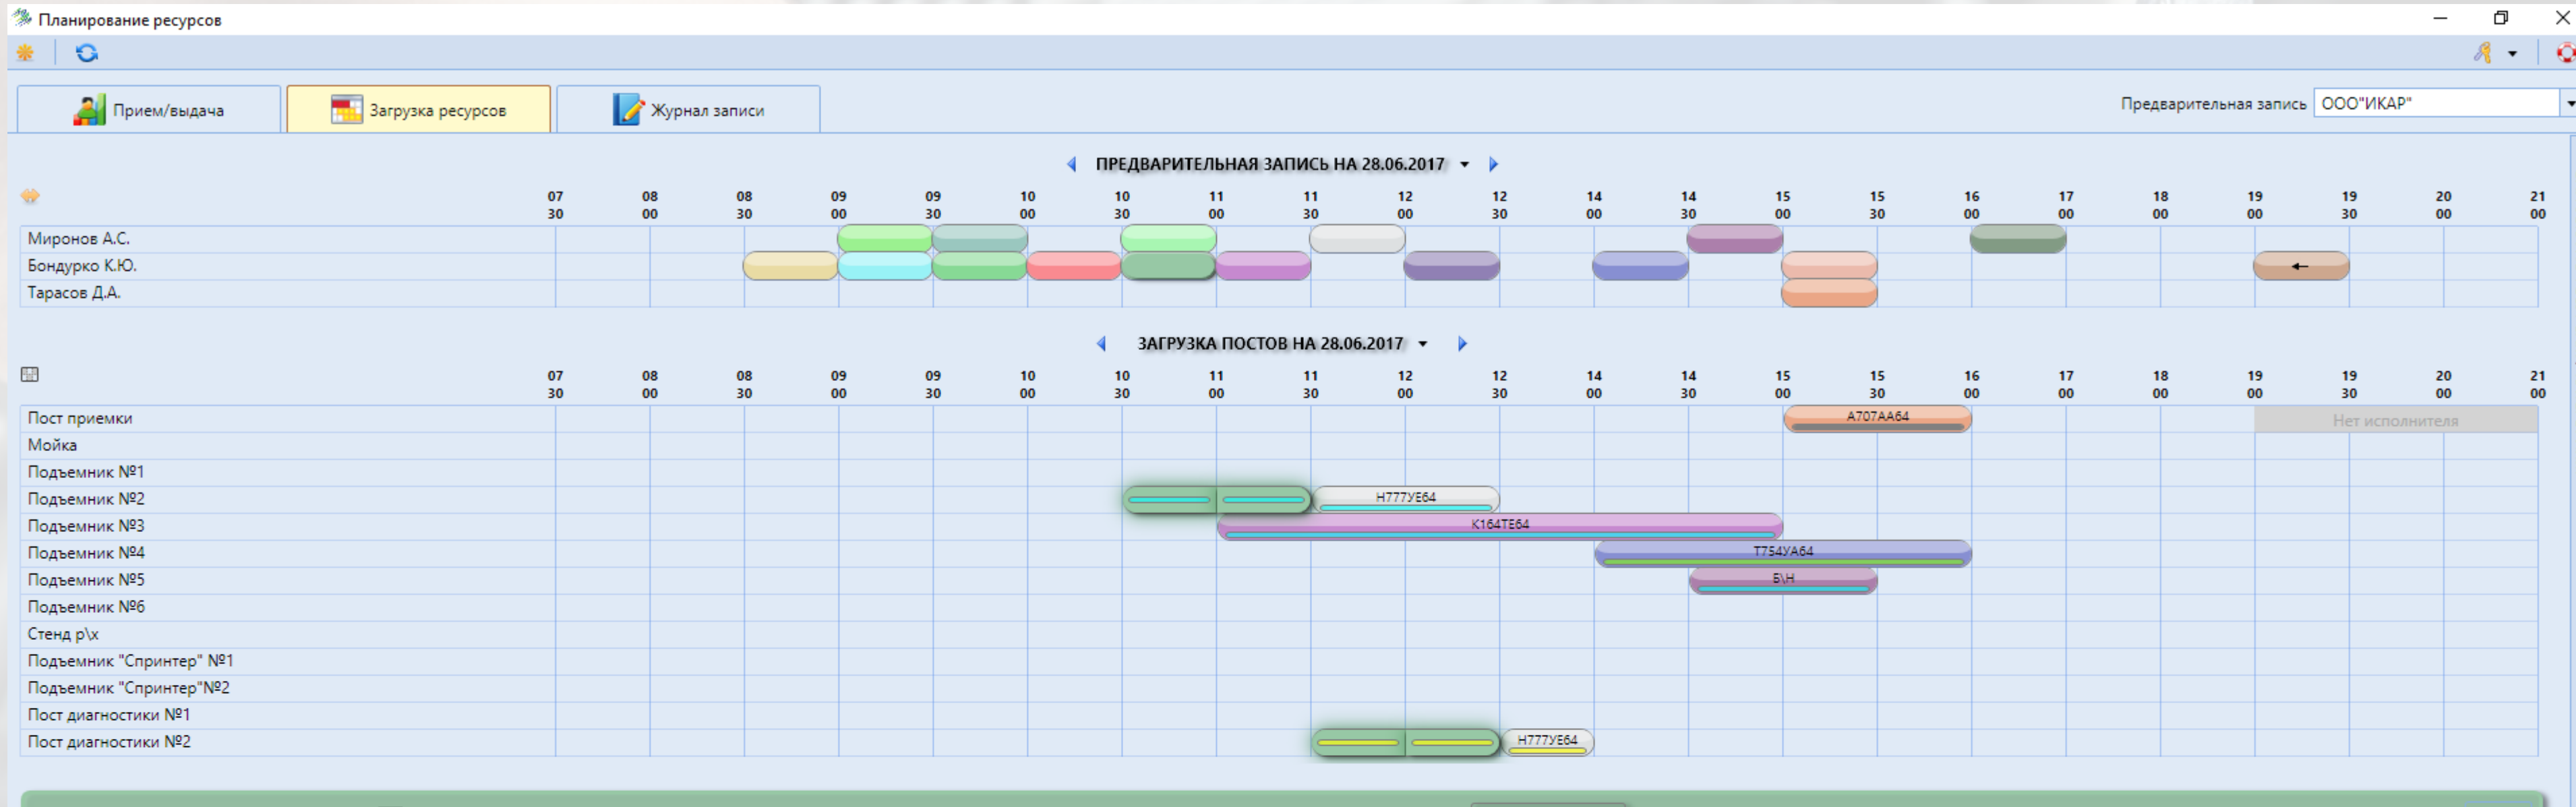 Планирование ресурсов
Прием/выдача Загрузка ресурсов Журнал записи Предварительная запись ООО"ИКАР"
ПРЕДВАРИТЕЛЬНАЯ ЗАПИСЬ НА 28.06.2017
07 08 08 09 09 10 10 11 11 12 12 14 14 15 15 16 17 18 19 19 20 21
30 00 30 00 30 00 30 00 30 00 30 00 30 00 30 00 00 00 00 30 00 00
Миронов А.С.
Бондурко К.Ю.
Тарасов Д.А.
ЗАГРУЗКА ПОСТОВ НА 28.06.2017
07 08 08 09 09 10 10 11 11 12 12 14 14 15 15 16 17 18 19 19 20 21
30 00 30 00 30 00 30 00 30 00 30 00 30 00 30 00 00 00 00 30 00 00
Пост приемки А707АА64 Нет исполнителя
Мойка
Подъемник №1
Подъемник №2 Н777УЕ64
Подъемник №3 К164ТЕ64
Подъемник №4 Т754УА64
Подъемник №5 Б\Н
Подъемник №6
Стенд р\х
Подъемник "Спринтер" №1
Подъемник "Спринтер"№2
Пост диагностики №1
Пост диагностики №2 Н777УЕ64